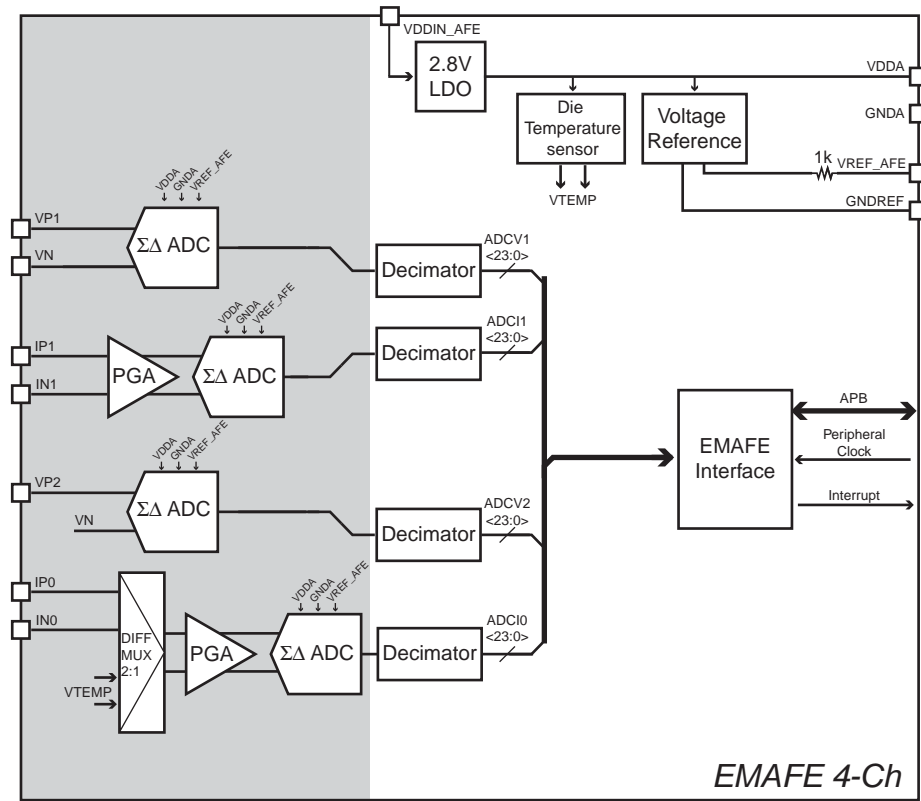 VDDIN_AFE
2.8V
LDO
VDDA
GNDA
Die
Temperature
sensor
Voltage
Reference
1k
VREF_AFE
GNDREF
VTEMP
VDDA
GNDA
VREF_AFE
VP1
VN
ΣΔ ADC
Decimator
ADCV1
<23:0>
VDDA
GNDA
VREF_AFE
IP1
IN1
PGA
ΣΔ ADC
Decimator
ADCI1
<23:0>
EMAFE
Interface
APB
Peripheral
Clock
Interrupt
VDDA
GNDA
VREF_AFE
VP2
VN
ΣΔ ADC
Decimator
ADCV2
<23:0>
VDDA
GNDA
VREF_AFE
IP0
IN0
DIFF
MUX
2:1
VTEMP
PGA
ΣΔ ADC
Decimator
ADCI0
<23:0>
EMAFE 4-Ch